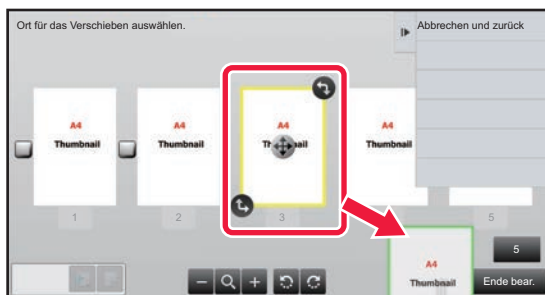 Ort für das Verschieben auswählen.
Abbrechen und zurück
A4
Thumbnail
A4
Thumbnail
A4
Thumbnail
A4
Thumbnail
1
2
3
5
5
A4
Thumbnail
Ende bear.